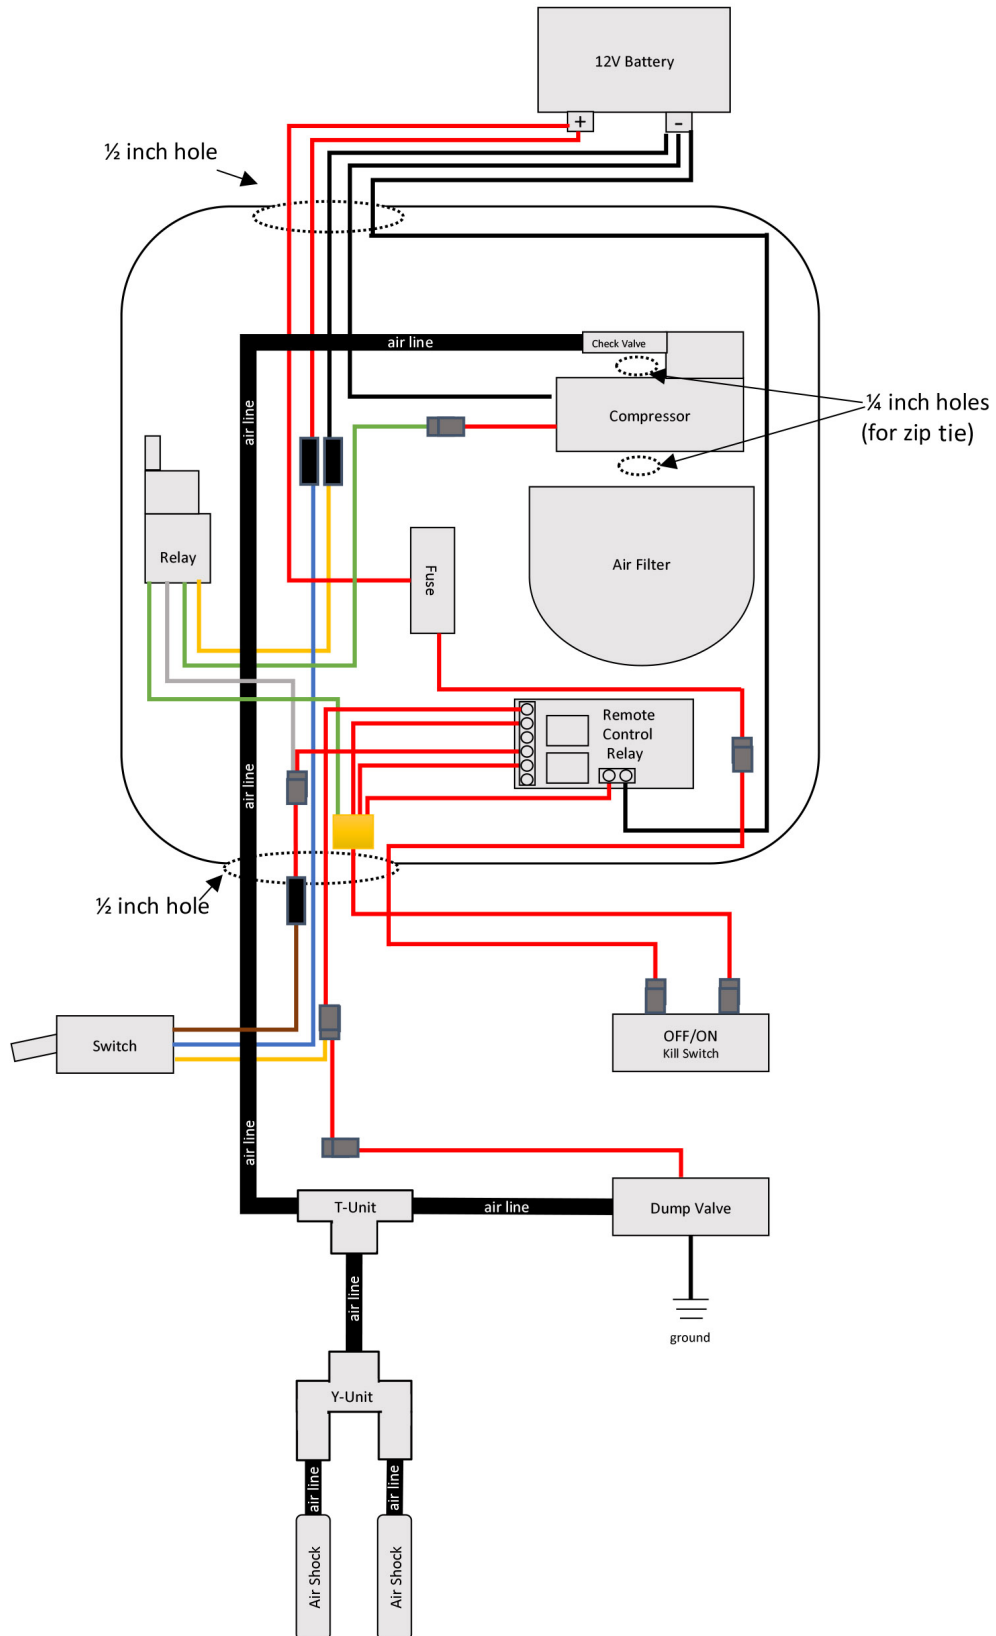 12V Battery
+
-
½ inch hole
air line
Check Valve
air line
Compressor
¼ inch holes
(for zip tie)
Relay
Fuse
Air Filter
Remote
Control
Relay
air line
½ inch hole
OFF/ON
Kill Switch
Switch
air line
T-Unit
air line
Dump Valve
air line
ground
Y-Unit
air line
air line
Air Shock
Air Shock